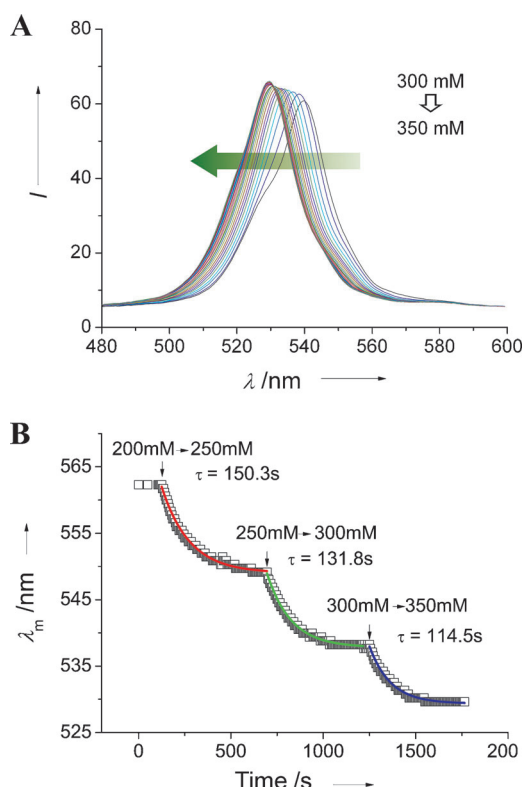 A
80
60
40
20
0
I
300 mM
350 mM
480 500 520 540 560 580 600
λ /nm
B
565
555
545
535
525
λm /nm
200mM→250mM
τ = 150.3s
250mM→300mM
τ = 131.8s
300mM→350mM
τ = 114.5s
0 500 1000 1500 200
Time /s